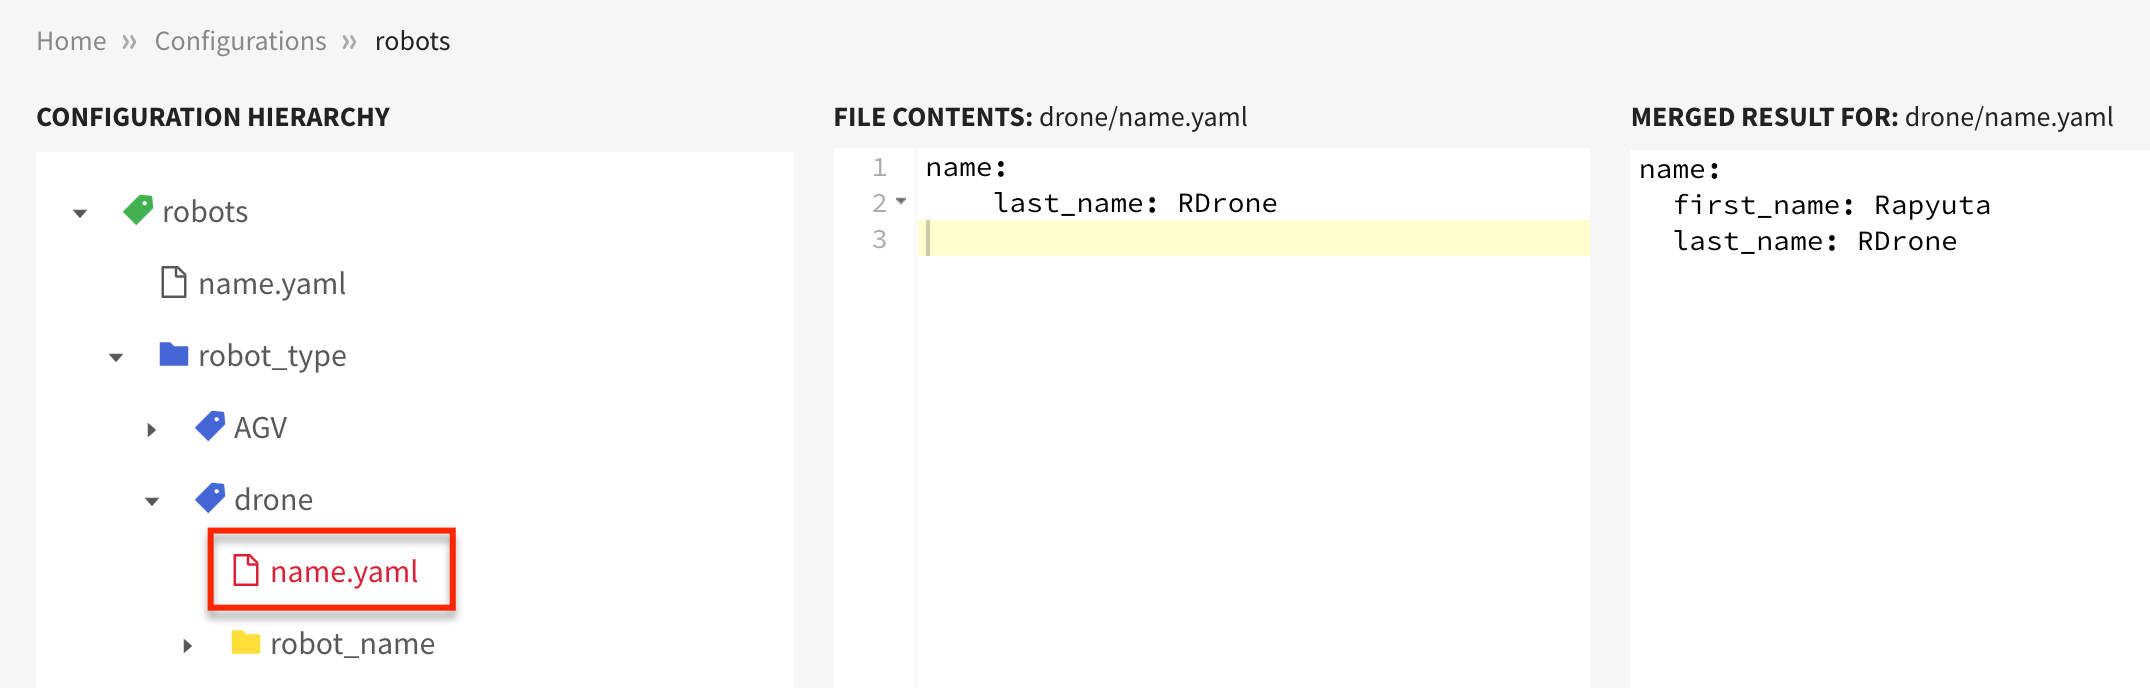 Home » Configurations » robots
CONFIGURATION HIERARCHY
robots
name.yaml
robot_type
AGV
drone
name.yaml
robot_name
FILE CONTENTS: drone/name.yaml
1 name:
2     last_name: RDrone
3
MERGED RESULT FOR: drone/name.yaml
name:
  first_name: Rapyuta
  last_name: RDrone